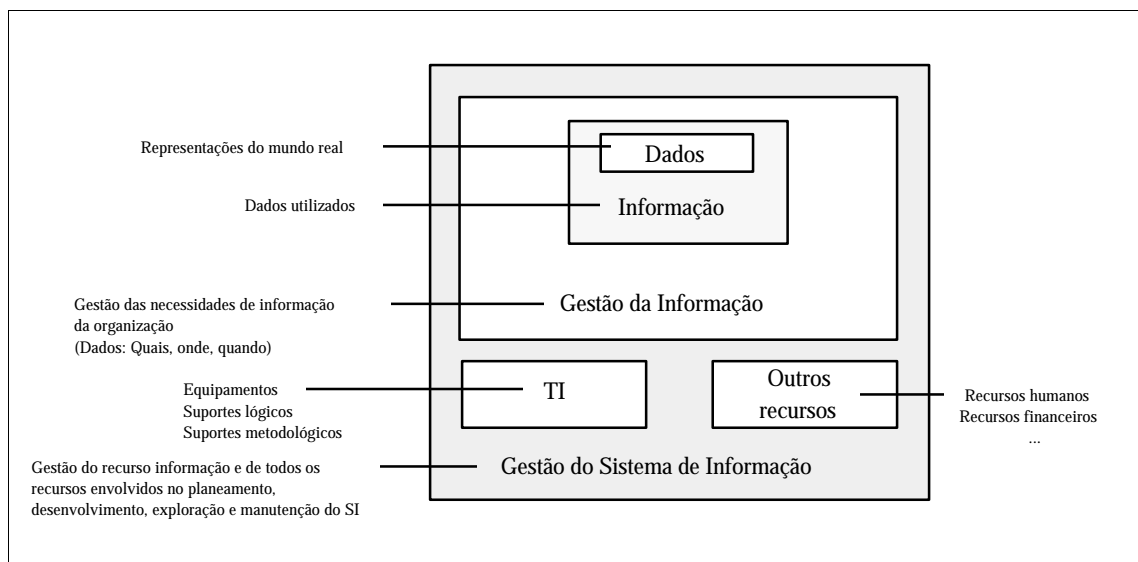 Representações do mundo real
Dados
Dados utilizados
Informação
Gestão das necessidades de informação
da organização
(Dados: Quais, onde, quando)
Gestão da Informação
Equipamentos
Suportes lógicos
Suportes metodológicos
TI
Outros
recursos
Recursos humanos
Recursos financeiros
...
Gestão do recurso informação e de todos os
recursos envolvidos no planeamento,
desenvolvimento, exploração e manutenção do SI
Gestão do Sistema de Informação